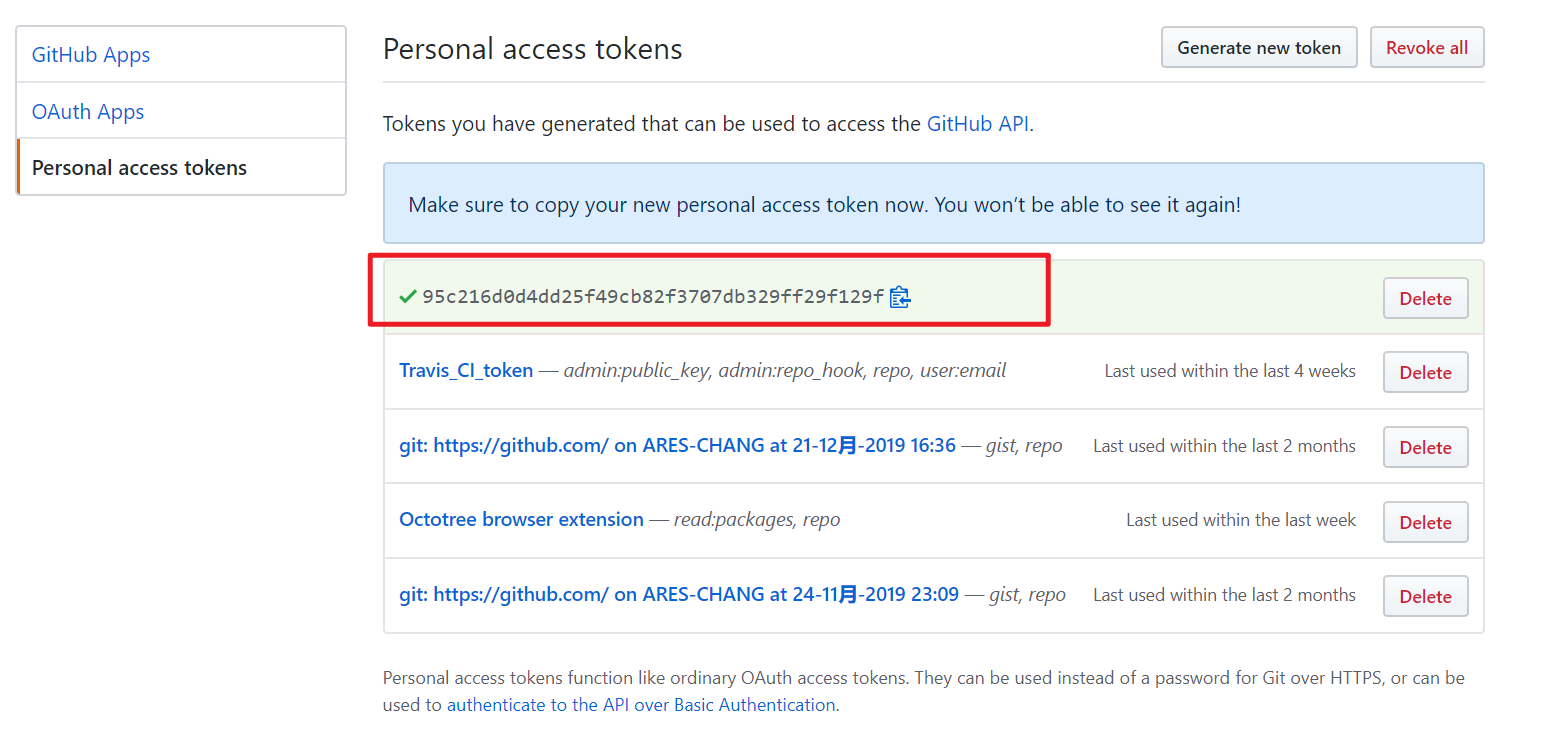 GitHub Apps
OAuth Apps
Personal access tokens
Personal access tokens
Generate new token
Revoke all
Tokens you have generated that can be used to access the GitHub API.
Make sure to copy your new personal access token now. You won’t be able to see it again!
95c216d0d4dd25f49cb82f3707db329ff29f129f
Delete
Travis_CI_token — admin:public_key, admin:repo_hook, repo, user:email
Last used within the last 4 weeks
Delete
git: https://github.com/ on ARES-CHANG at 21-12月-2019 16:36 — gist, repo
Last used within the last 2 months
Delete
Octotree browser extension — read:packages, repo
Last used within the last week
Delete
git: https://github.com/ on ARES-CHANG at 24-11月-2019 23:09 — gist, repo
Last used within the last 2 months
Delete
Personal access tokens function like ordinary OAuth access tokens. They can be used instead of a password for Git over HTTPS, or can be
used to authenticate to the API over Basic Authentication.